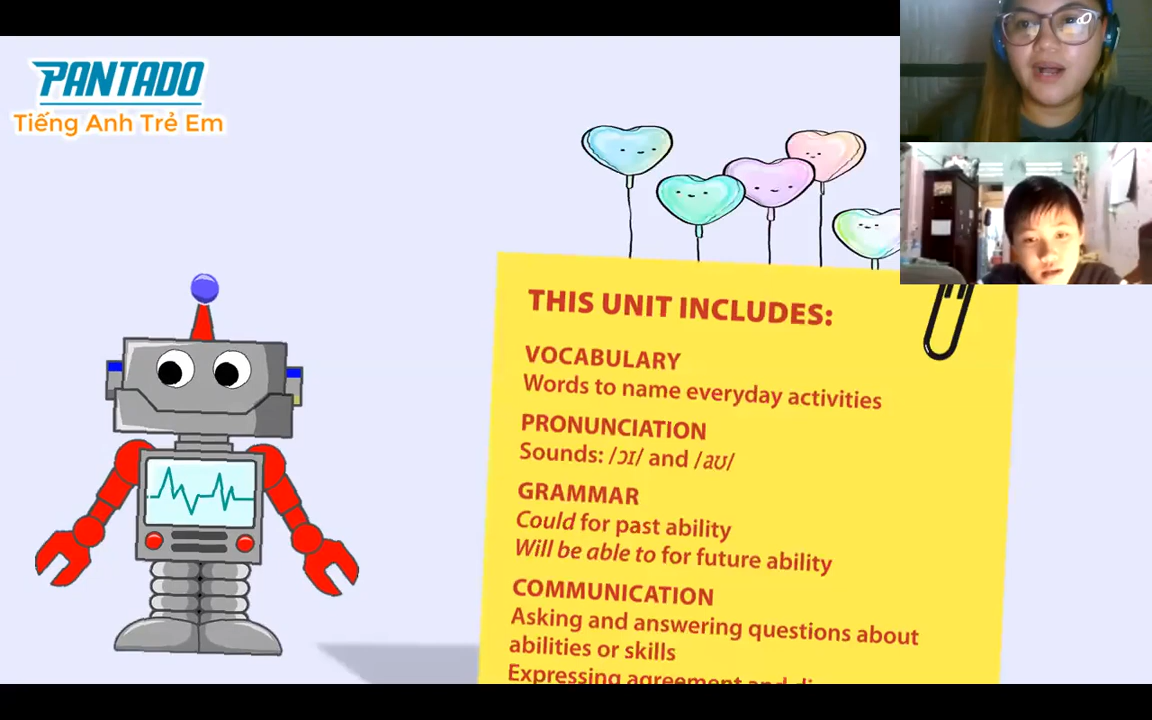 PANTADO
Tiếng Anh Trẻ Em
THIS UNIT INCLUDES:
VOCABULARY
Words to name everyday activities
PRONUNCIATION
Sounds: /ɔɪ/ and /aʊ/
GRAMMAR
Could for past ability
Will be able to for future ability
COMMUNICATION
Asking and answering questions about
abilities or skills
Expressing agreement and